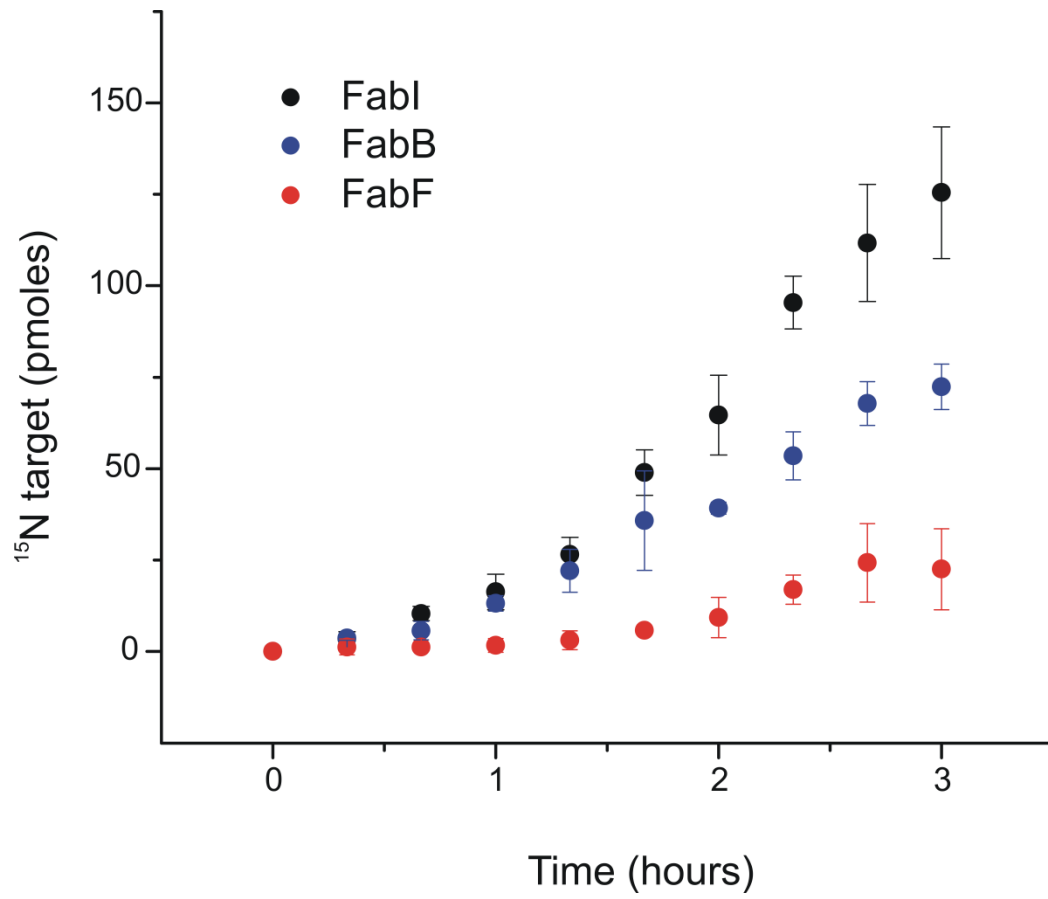 150
100
50
0
FabI
FabB
FabF
¹⁵N target (pmoles)
0 1 2 3
Time (hours)